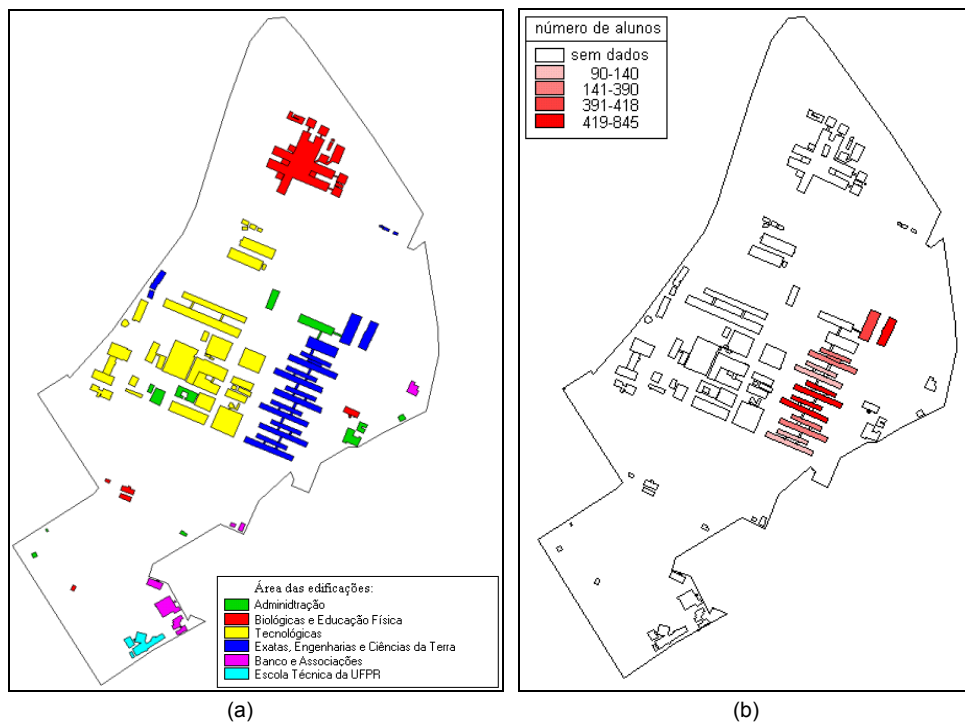 Área das edificações:
Adminidtração
Biológicas e Educação Física
Tecnológicas
Exatas, Engenharias e Ciências da Terra
Banco e Associações
Escola Técnica da UFPR
(a)
número de alunos
sem dados
90-140
141-390
391-418
419-845
(b)